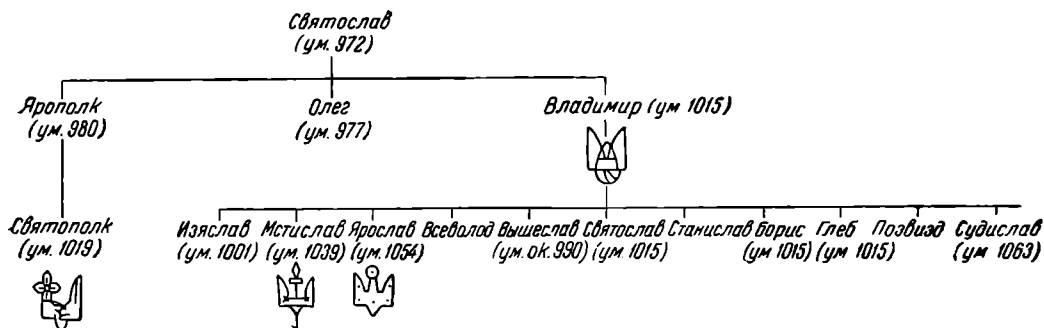 Святослав
(ум. 972)
Ярополк
(ум. 980)
Олег
(ум. 977)
Владимир (ум 1015)
Святополк
(ум. 1019)
Изяслав
(ум. 1001)
Мстислав
(ум. 1039)
Ярослав
(ум. 1054)
Всеволод
Вышеслав
(ум. ок. 990)
Святослав
(ум. 1015)
Станислав
Борис
(ум 1015)
Глеб
(ум 1015)
Позвизд
Судислав
(ум 1063)